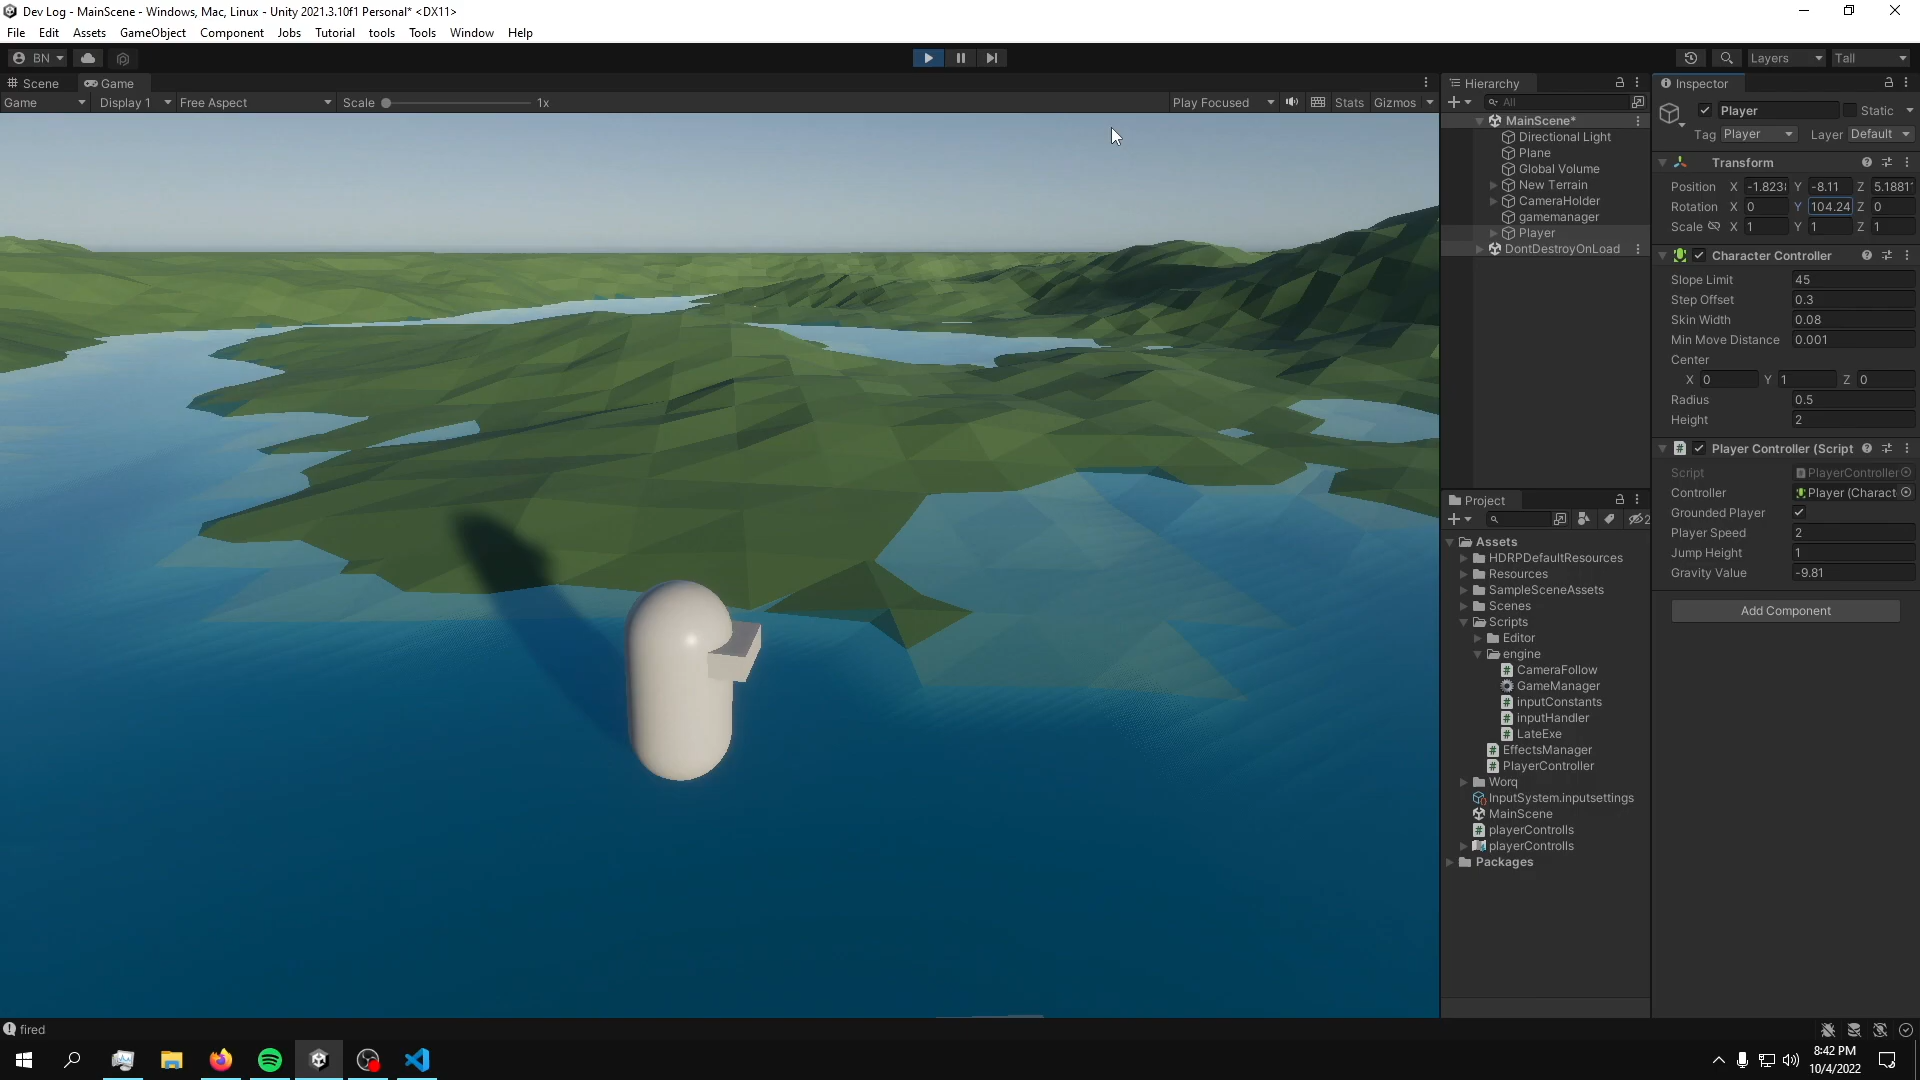 Dev Log - MainScene - Windows, Mac, Linux - Unity 2021.3.10f1 Personal* <DX11>
File Edit Assets GameObject Component Jobs Tutorial tools Tools Window Help
BN Layers Tall
Scene Game
Game Display 1 Free Aspect Scale 1x Play Focused Stats Gizmos
Hierarchy
All
MainScene*
Directional Light
Plane
Global Volume
New Terrain
CameraHolder
gamemanager
Player
DontDestroyOnLoad
Project
2
Assets
HDRPDefaultResources
Resources
SampleSceneAssets
Scenes
Scripts
Editor
engine
CameraFollow
GameManager
inputConstants
inputHandler
LateExe
EffectsManager
PlayerController
Worq
InputSystem.inputsettings
MainScene
playerControlls
playerControlls
Packages
Inspector
Player Static
Tag Player Layer Default
Transform
Position X -1.823 Y -8.11 Z 5.1881
Rotation X 0 Y 104.24 Z 0
Scale X 1 Y 1 Z 1
Character Controller
Slope Limit 45
Step Offset 0.3
Skin Width 0.08
Min Move Distance 0.001
Center
X 0 Y 1 Z 0
Radius 0.5
Height 2
Player Controller (Script
Script PlayerController
Controller Player (Charact
Grounded Player
Player Speed 2
Jump Height 1
Gravity Value -9.81
Add Component
fired
8:42 PM
10/4/2022